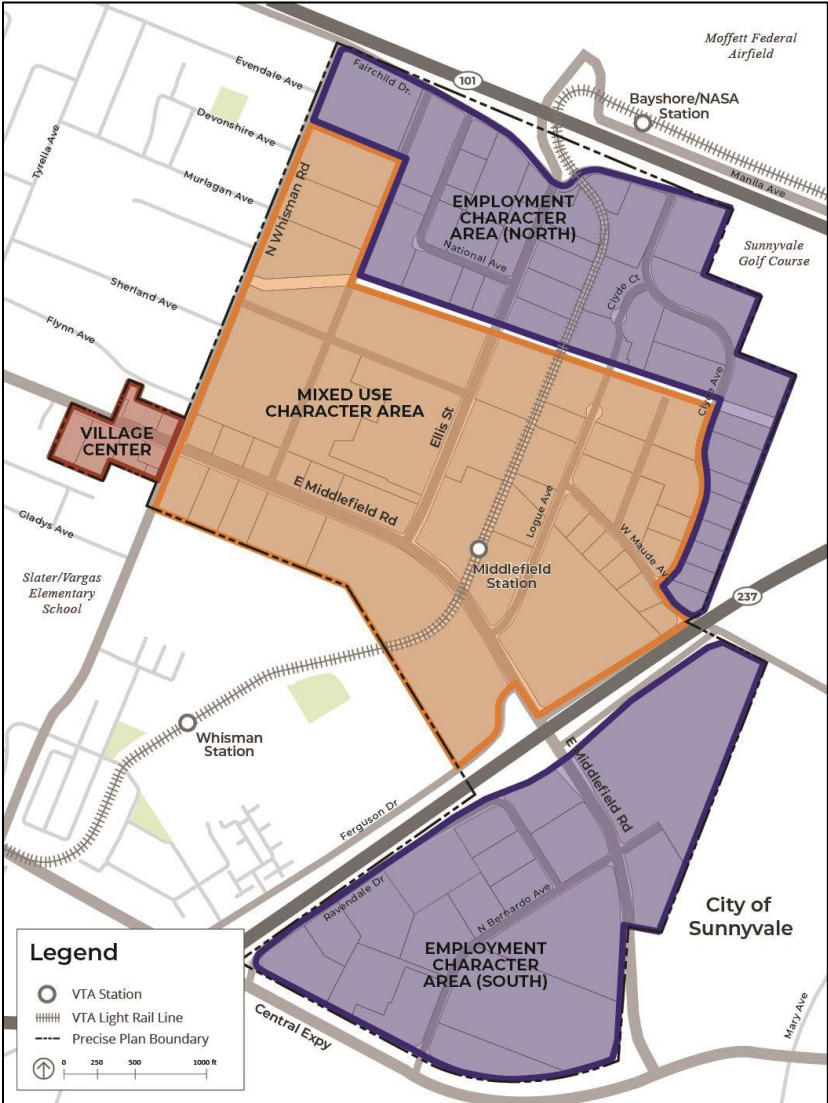 Moffett Federal
Airfield
Evendale Ave
Fairchild Dr.
101
Bayshore/NASA
Station
Devonshire Ave
Tyrella Ave
Murlagan Ave
Manila Ave
N Whisman Rd
EMPLOYMENT
CHARACTER
AREA (NORTH)
National Ave
Sunnyvale
Golf Course
Clyde Ct
Sherland Ave
Flynn Ave
MIXED USE
CHARACTER AREA
Clyde Ave
VILLAGE
CENTER
Ellis St
E Middlefield Rd
Logue Ave
Gladys Ave
W Maude Av
Middlefield
Station
Slater/Vargas
Elementary
School
237
Whisman
Station
E Middlefield Rd
Ferguson Dr
Ravendale Dr
N Bernardo Ave
City of
Sunnyvale
EMPLOYMENT
CHARACTER
AREA (SOUTH)
Central Expy
Mary Ave
Legend
VTA Station
VTA Light Rail Line
Precise Plan Boundary
0 250 500 1000 ft